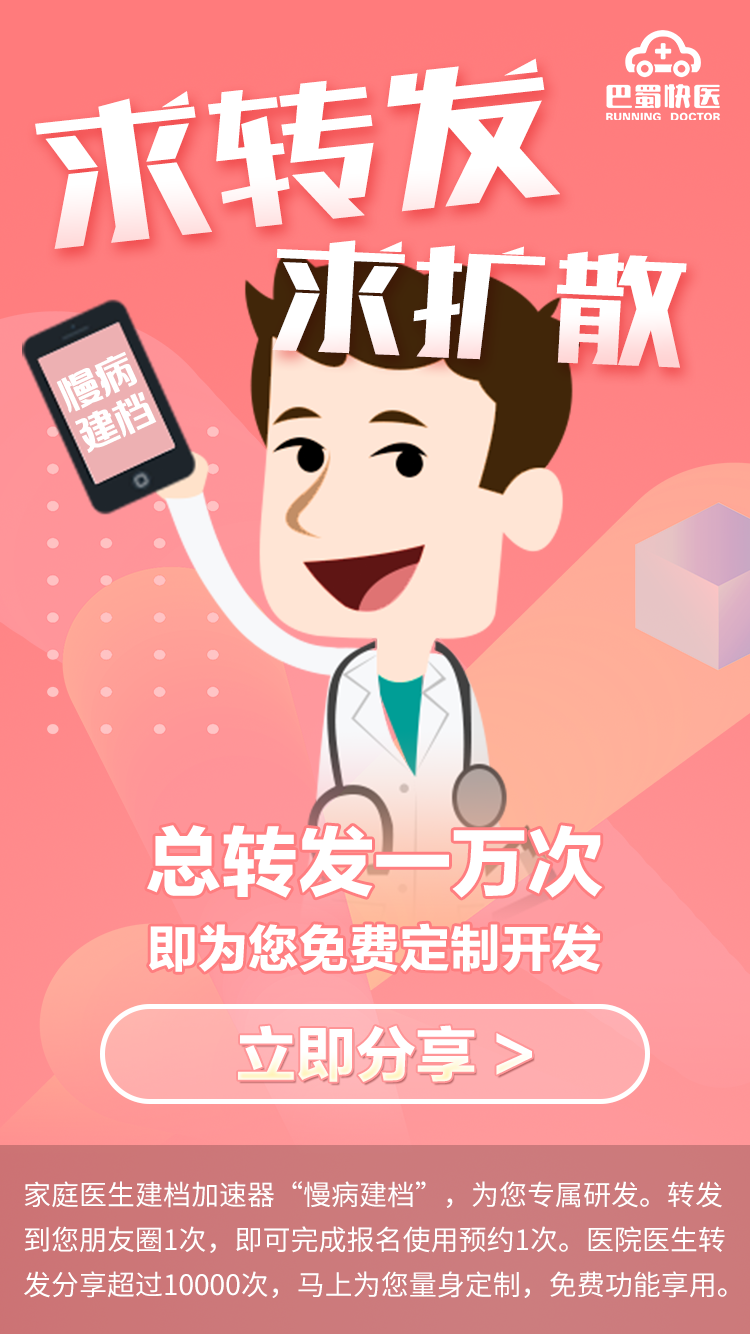 巴蜀快医
RUNNING DOCTOR
求转发
求扩散
慢病
建档
总转发一万次
即为您免费定制开发
立即分享 >
家庭医生建档加速器“慢病建档”，为您专属研发。转发
到您朋友圈1次，即可完成报名使用预约1次。医院医生转
发分享超过10000次，马上为您量身定制，免费功能享用。